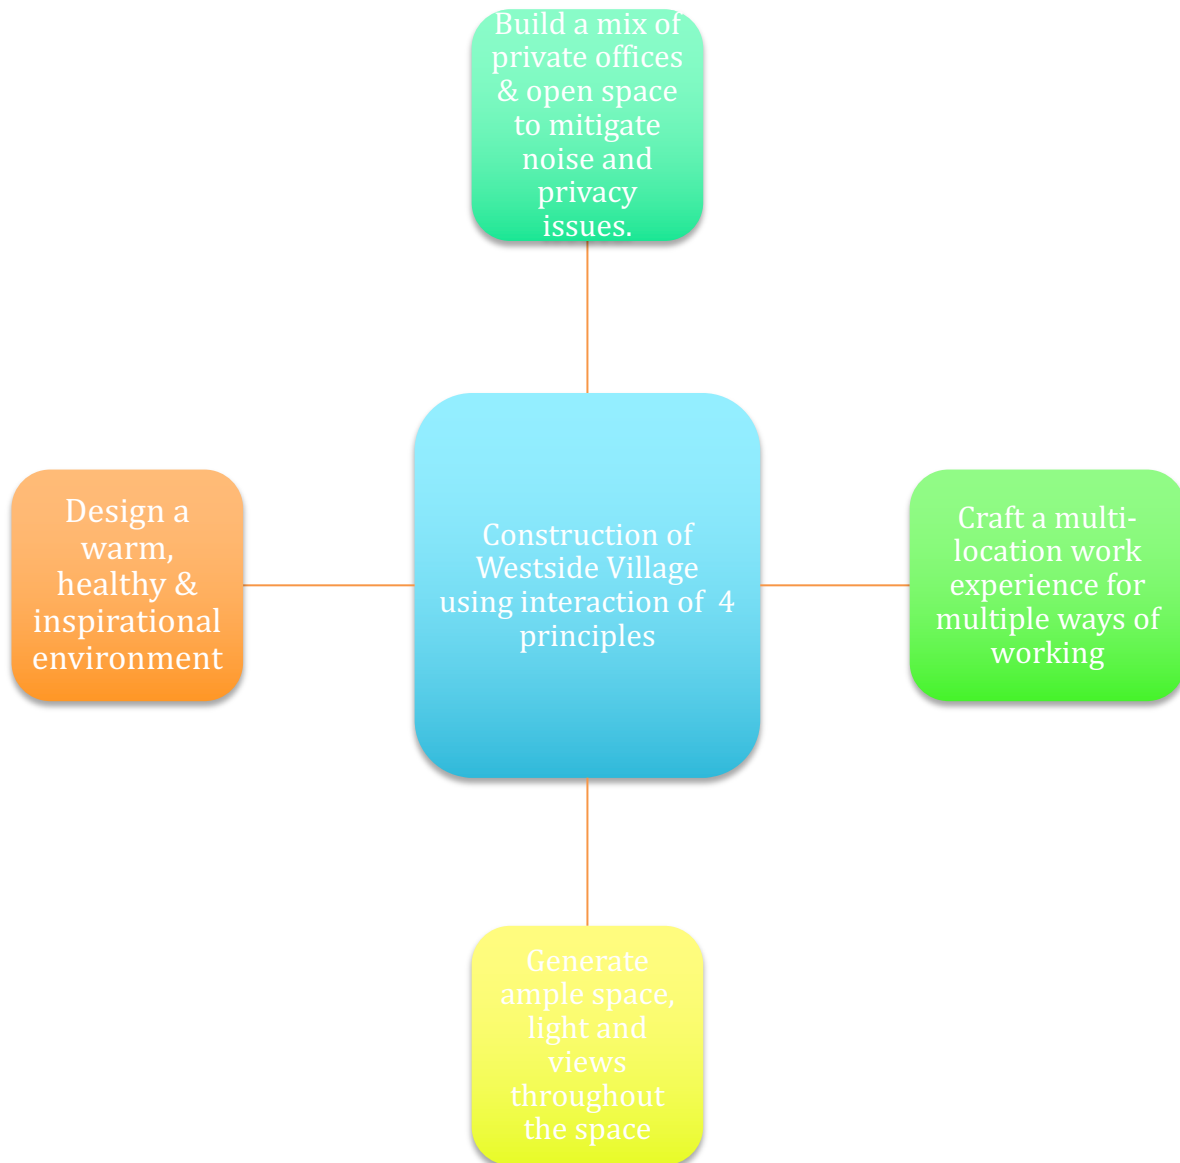 Build a mix of
private offices
& open space
to mitigate
noise and
privacy
issues.
Design a
warm,
healthy &
inspirational
environment
Construction of
Westside Village
using interaction of  4
principles
Craft a multi-
location work
experience for
multiple ways of
working
Generate
ample space,
light and
views
throughout
the space